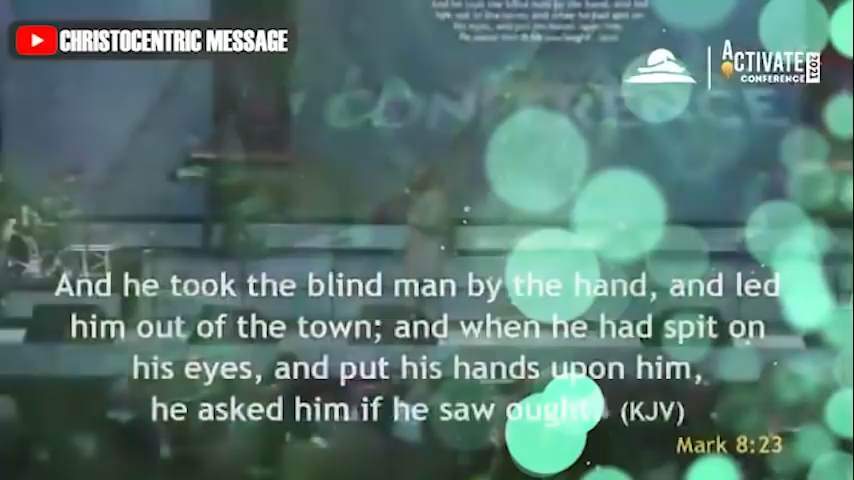 CHRISTOCENTRIC MESSAGE
ACTIVATE
CONFERENCE 2021
CONFERENCE
And he took the blind man by the hand, and led
him out of the town; and when he had spit on
his eyes, and put his hands upon him,
he asked him if he saw ought. (KJV)
Mark 8:23